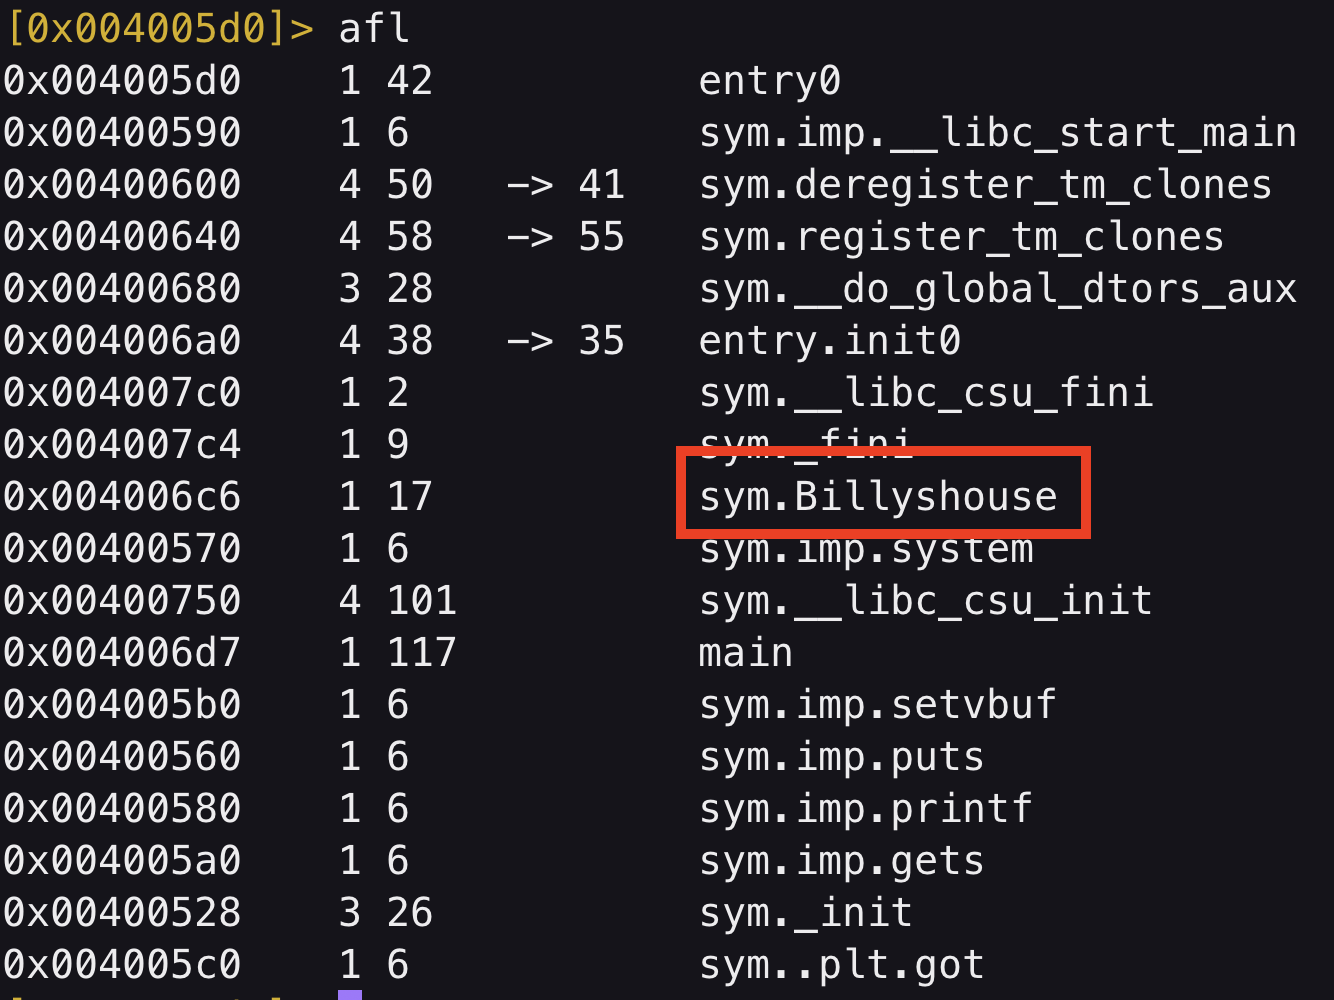 [0x004005d0]> afl
0x004005d0    1 42           entry0
0x00400590    1 6            sym.imp.__libc_start_main
0x00400600    4 50   -> 41   sym.deregister_tm_clones
0x00400640    4 58   -> 55   sym.register_tm_clones
0x00400680    3 28           sym.__do_global_dtors_aux
0x004006a0    4 38   -> 35   entry.init0
0x004007c0    1 2            sym.__libc_csu_fini
0x004007c4    1 9            sym._fini
0x004006c6    1 17           sym.Billyshouse
0x00400570    1 6            sym.imp.system
0x00400750    4 101          sym.__libc_csu_init
0x004006d7    1 117          main
0x004005b0    1 6            sym.imp.setvbuf
0x00400560    1 6            sym.imp.puts
0x00400580    1 6            sym.imp.printf
0x004005a0    1 6            sym.imp.gets
0x00400528    3 26           sym._init
0x004005c0    1 6            sym..plt.got